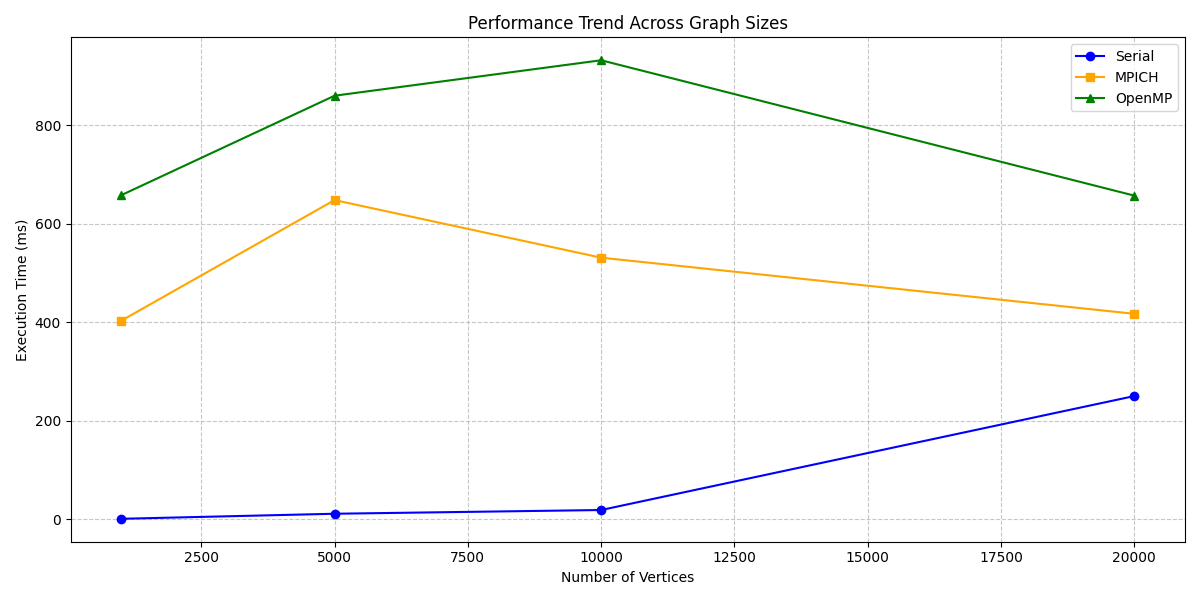 Performance Trend Across Graph Sizes
Serial
MPICH
OpenMP
800
600
400
200
0
Execution Time (ms)
2500 5000 7500 10000 12500 15000 17500 20000
Number of Vertices